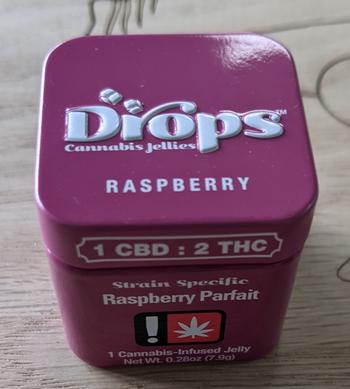 Drops™
Cannabis Jellies
RASPBERRY
1 CBD : 2 THC
Strain Specific
Raspberry Parfait
!
1 Cannabis-Infused Jelly
Net Wt. 0.28oz (7.9g)